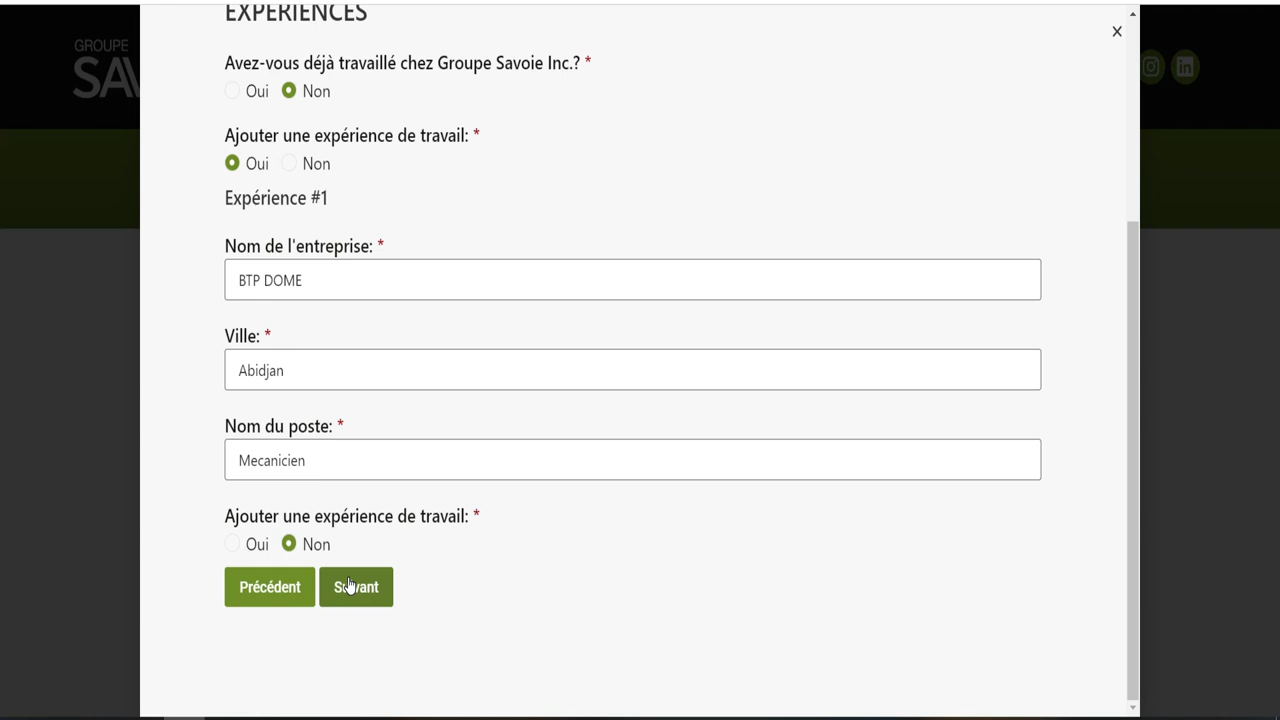 EXPÉRIENCES
GROUPE
SAV
Avez-vous déjà travaillé chez Groupe Savoie Inc.? *
Oui Non
Ajouter une expérience de travail: *
Oui Non
Expérience #1
Nom de l'entreprise: *
BTP DOME
Ville: *
Abidjan
Nom du poste: *
Mecanicien
Ajouter une expérience de travail: *
Oui Non
Précédent Suivant